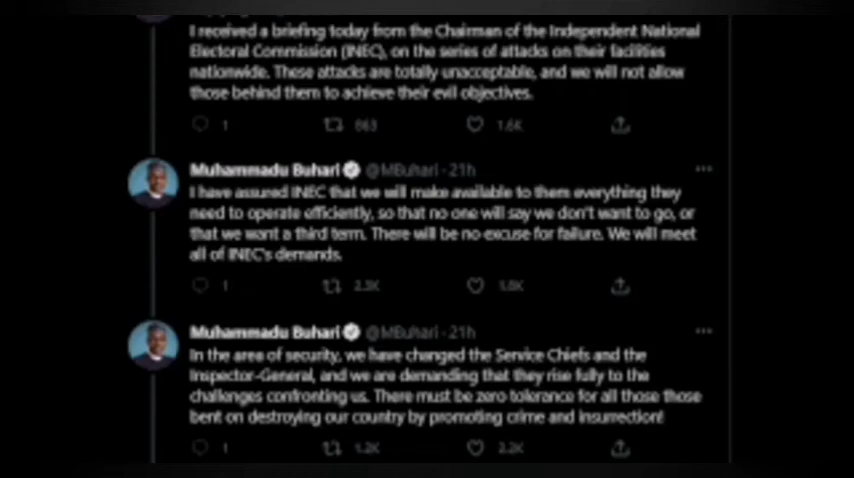 I received a briefing today from the Chairman of the Independent National
Electoral Commission (INEC), on the series of attacks on their facilities
nationwide. These attacks are totally unacceptable, and we will not allow
those behind them to achieve their evil objectives.
1 663 1.6K
Muhammadu Buhari @MBuhari · 21h
I have assured INEC that we will make available to them everything they
need to operate efficiently, so that no one will say we don't want to go, or
that we want a third term. There will be no excuse for failure. We will meet
all of INEC's demands.
1 2.3K 1.8K
Muhammadu Buhari @MBuhari · 21h
In the area of security, we have changed the Service Chiefs and the
Inspector-General, and we are demanding that they rise fully to the
challenges confronting us. There must be zero tolerance for all those those
bent on destroying our country by promoting crime and insurrection!
1 1.2K 2.2K